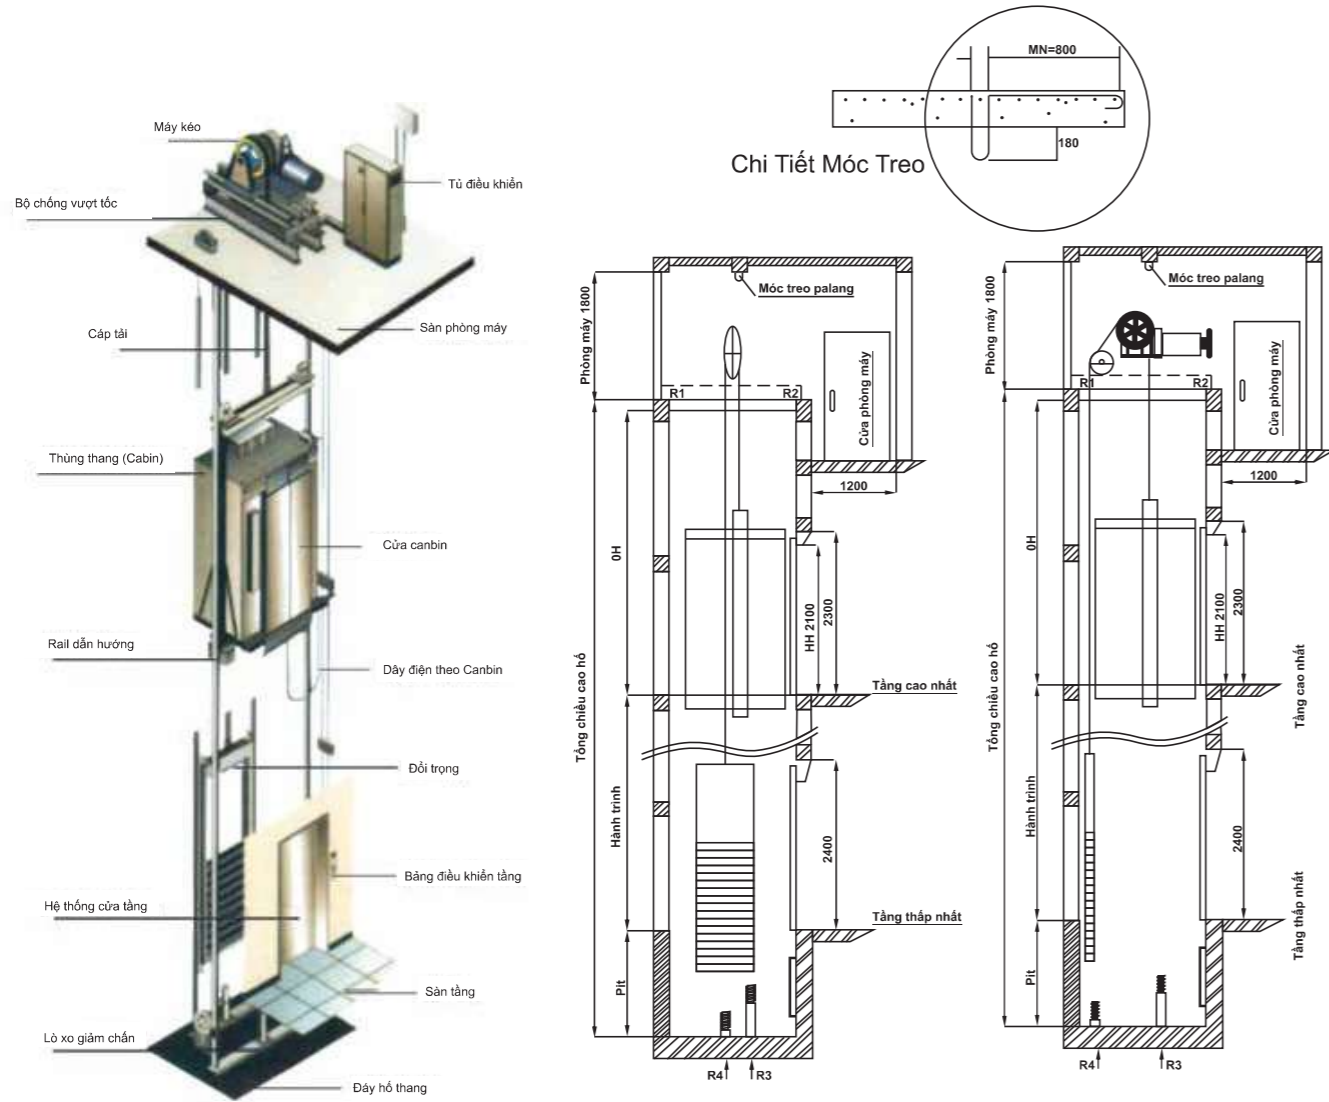 Máy kéo
Tủ điều khiển
Bộ chống vượt tốc
Cáp tải
Sàn phòng máy
Thùng thang (Cabin)
Cửa canbin
Rail dẫn hướng
Dây điện theo Canbin
Đối trọng
Bảng điều khiển tầng
Hệ thống cửa tầng
Sàn tầng
Lò xo giảm chấn
Đáy hố thang
MN=800
180
Chi Tiết Móc Treo
Móc treo palang
Phòng máy 1800
R1
R2
Cửa phòng máy
1200
0H
HH 2100
2300
Tổng chiều cao hố
Tầng cao nhất
Hành trình
2400
Tầng thấp nhất
Pit
R4
R3
Móc treo palang
Phòng máy 1800
R1
R2
Cửa phòng máy
1200
0H
HH 2100
2300
Tổng chiều cao hố
Tầng cao nhất
Hành trình
2400
Tầng thấp nhất
Pit
R4
R3